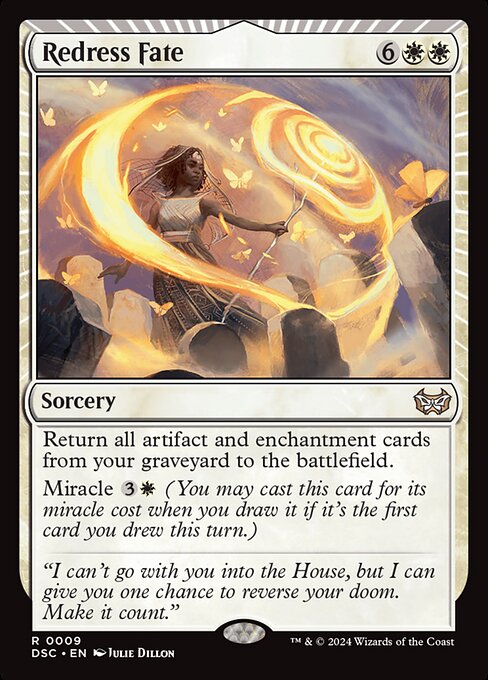 Redress Fate 6
Sorcery
Return all artifact and enchantment cards
from your graveyard to the battlefield.
Miracle 3 (You may cast this card for its
miracle cost when you draw it if it's the first
card you drew this turn.)
"I can't go with you into the House, but I can
give you one chance to reverse your doom.
Make it count."
R 0009
DSC • EN JULIE DILLON
™ & © 2024 Wizards of the Coast